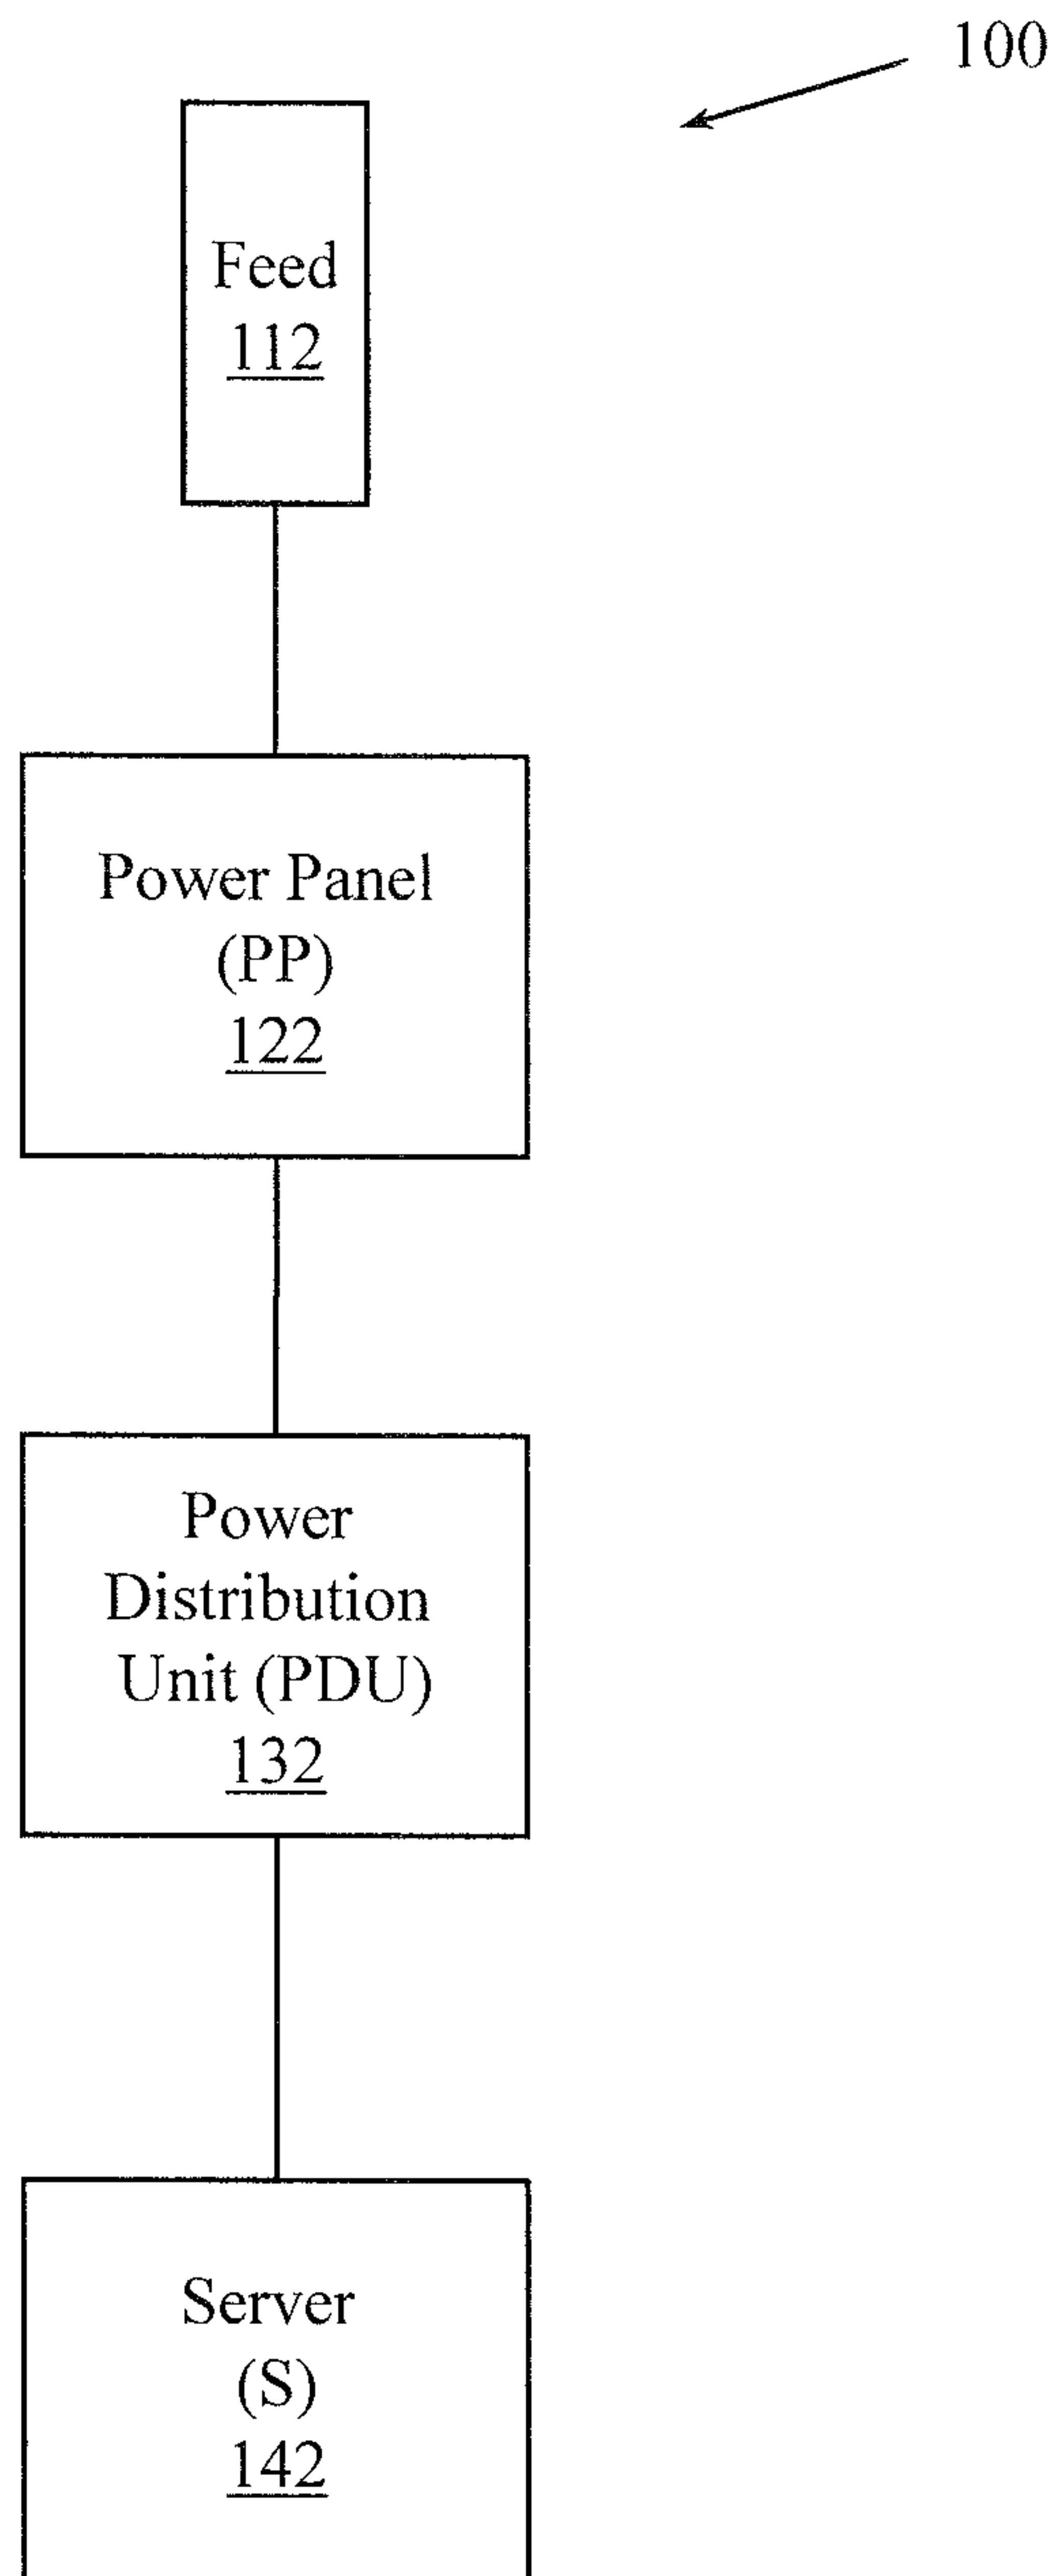 100
Feed
112
Power Panel
(PP)
122
Power
Distribution
Unit (PDU)
132
Server
(S)
142